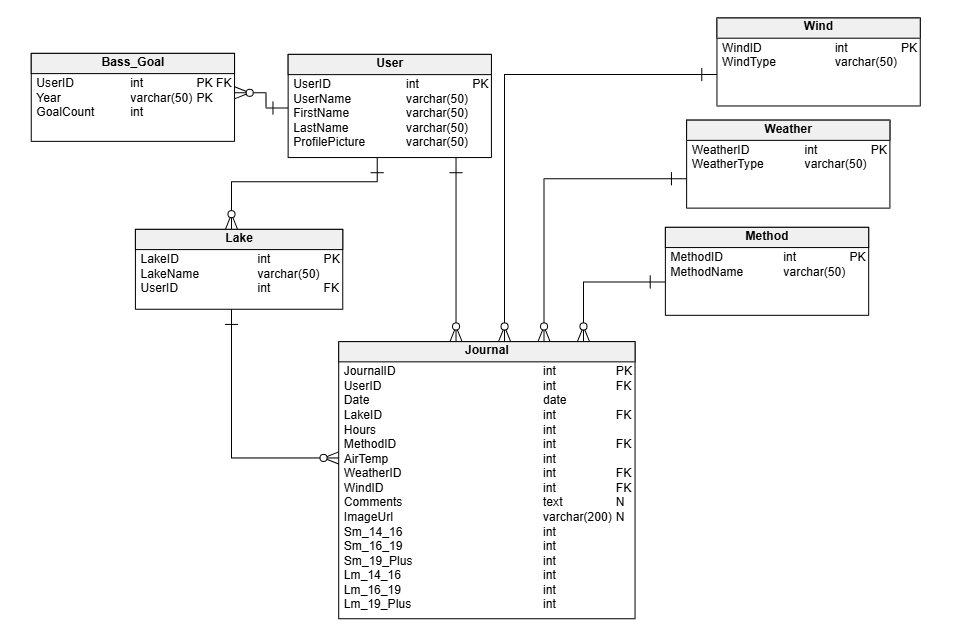 Bass_Goal
UserID int PK FK
Year varchar(50) PK
GoalCount int
User
UserID int PK
UserName varchar(50)
FirstName varchar(50)
LastName varchar(50)
ProfilePicture varchar(50)
Wind
WindID int PK
WindType varchar(50)
Weather
WeatherID int PK
WeatherType varchar(50)
Method
MethodID int PK
MethodName varchar(50)
Lake
LakeID int PK
LakeName varchar(50)
UserID int FK
Journal
JournalID int PK
UserID int FK
Date date
LakeID int FK
Hours int
MethodID int FK
AirTemp int
WeatherID int FK
WindID int FK
Comments text N
ImageUrl varchar(200) N
Sm_14_16 int
Sm_16_19 int
Sm_19_Plus int
Lm_14_16 int
Lm_16_19 int
Lm_19_Plus int